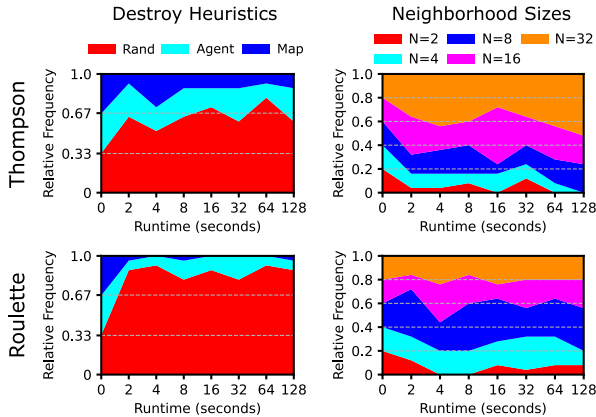 Destroy Heuristics
Neighborhood Sizes
Rand Agent Map
N=2 N=8 N=32
N=4 N=16
Thompson
Relative Frequency
1.0
0.67
0.33
0
0 2 4 8 16 32 64 128
Runtime (seconds)
Relative Frequency
1.0
0.8
0.6
0.4
0.2
0
0 2 4 8 16 32 64 128
Runtime (seconds)
Roulette
Relative Frequency
1.0
0.67
0.33
0
0 2 4 8 16 32 64 128
Runtime (seconds)
Relative Frequency
1.0
0.8
0.6
0.4
0.2
0
0 2 4 8 16 32 64 128
Runtime (seconds)